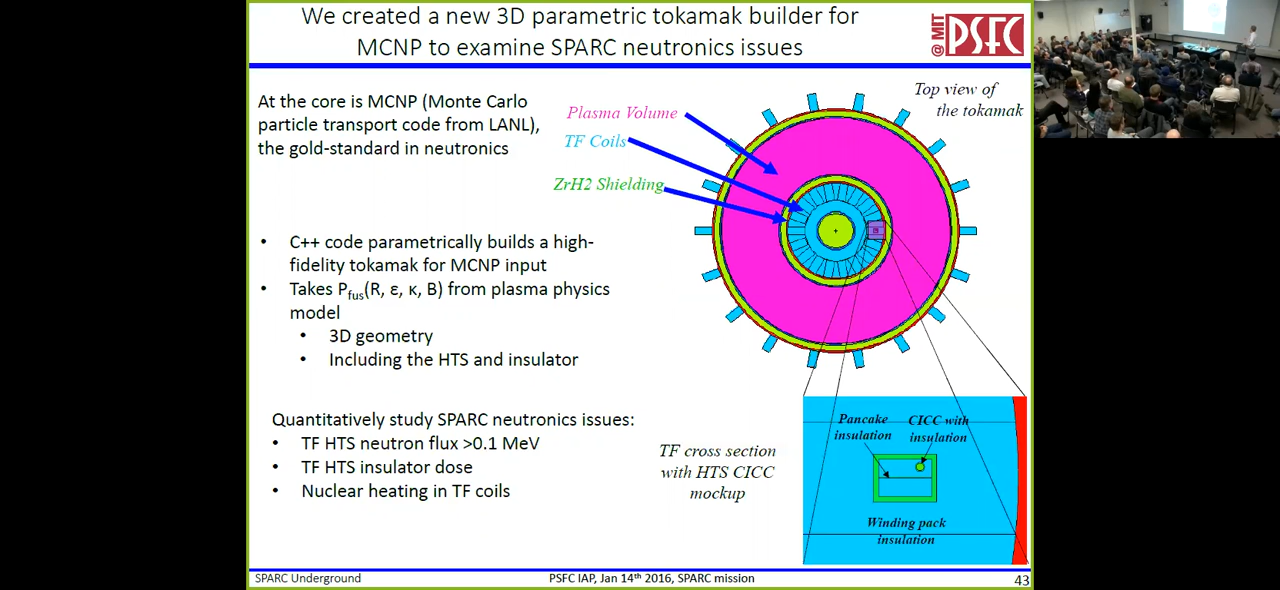 We created a new 3D parametric tokamak builder for
MCNP to examine SPARC neutronics issues
@MIT
PSFC
At the core is MCNP (Monte Carlo
particle transport code from LANL),
the gold-standard in neutronics
• C++ code parametrically builds a high-
fidelity tokamak for MCNP input
• Takes Pfus(R, ε, κ, B) from plasma physics
model
• 3D geometry
• Including the HTS and insulator
Quantitatively study SPARC neutronics issues:
• TF HTS neutron flux >0.1 MeV
• TF HTS insulator dose
• Nuclear heating in TF coils
Plasma Volume
TF Coils
ZrH2 Shielding
Top view of
the tokamak
TF cross section
with HTS CICC
mockup
Pancake
insulation
CICC with
insulation
Winding pack
insulation
SPARC Underground
PSFC IAP, Jan 14th 2016, SPARC mission
43